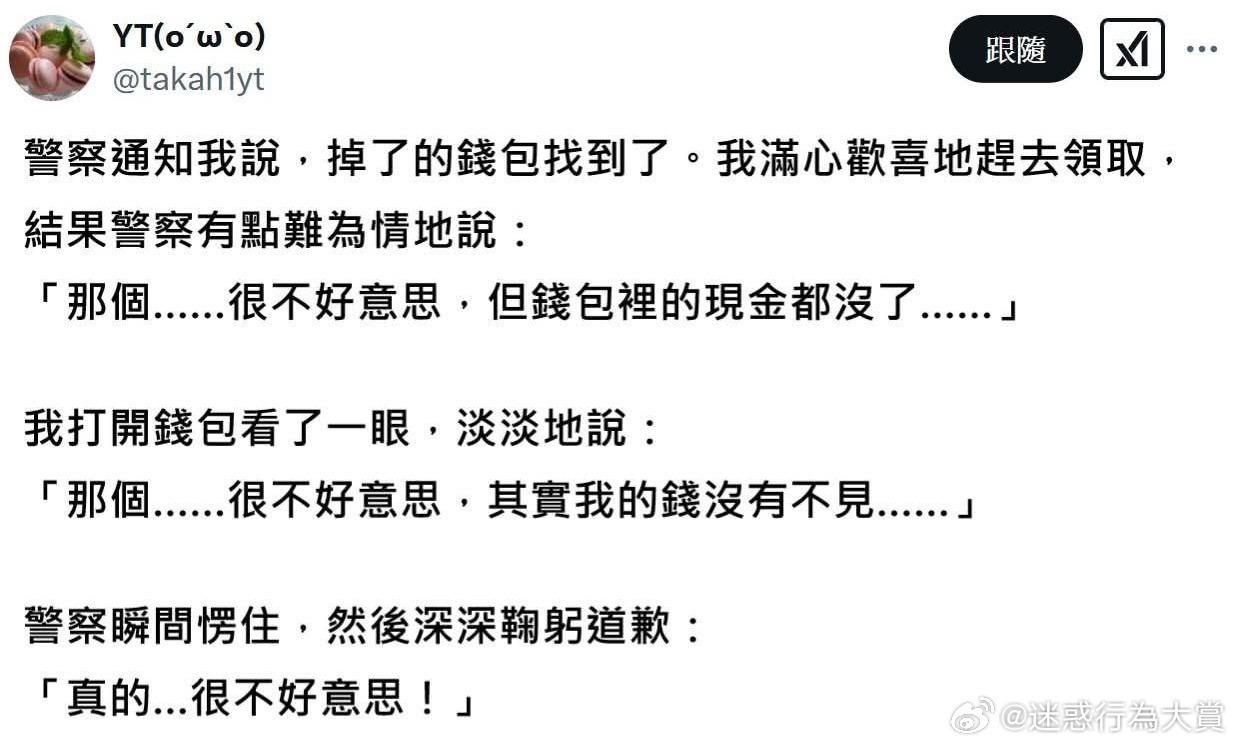 YT(o´ω`o)
@takah1yt
跟隨
警察通知我說，掉了的錢包找到了。我滿心歡喜地趕去領取，
結果警察有點難為情地說：
「那個......很不好意思，但錢包裡的現金都沒了......」
我打開錢包看了一眼，淡淡地說：
「那個......很不好意思，其實我的錢沒有不見......」
警察瞬間愣住，然後深深鞠躬道歉：
「真的...很不好意思！」
@迷惑行為大賞